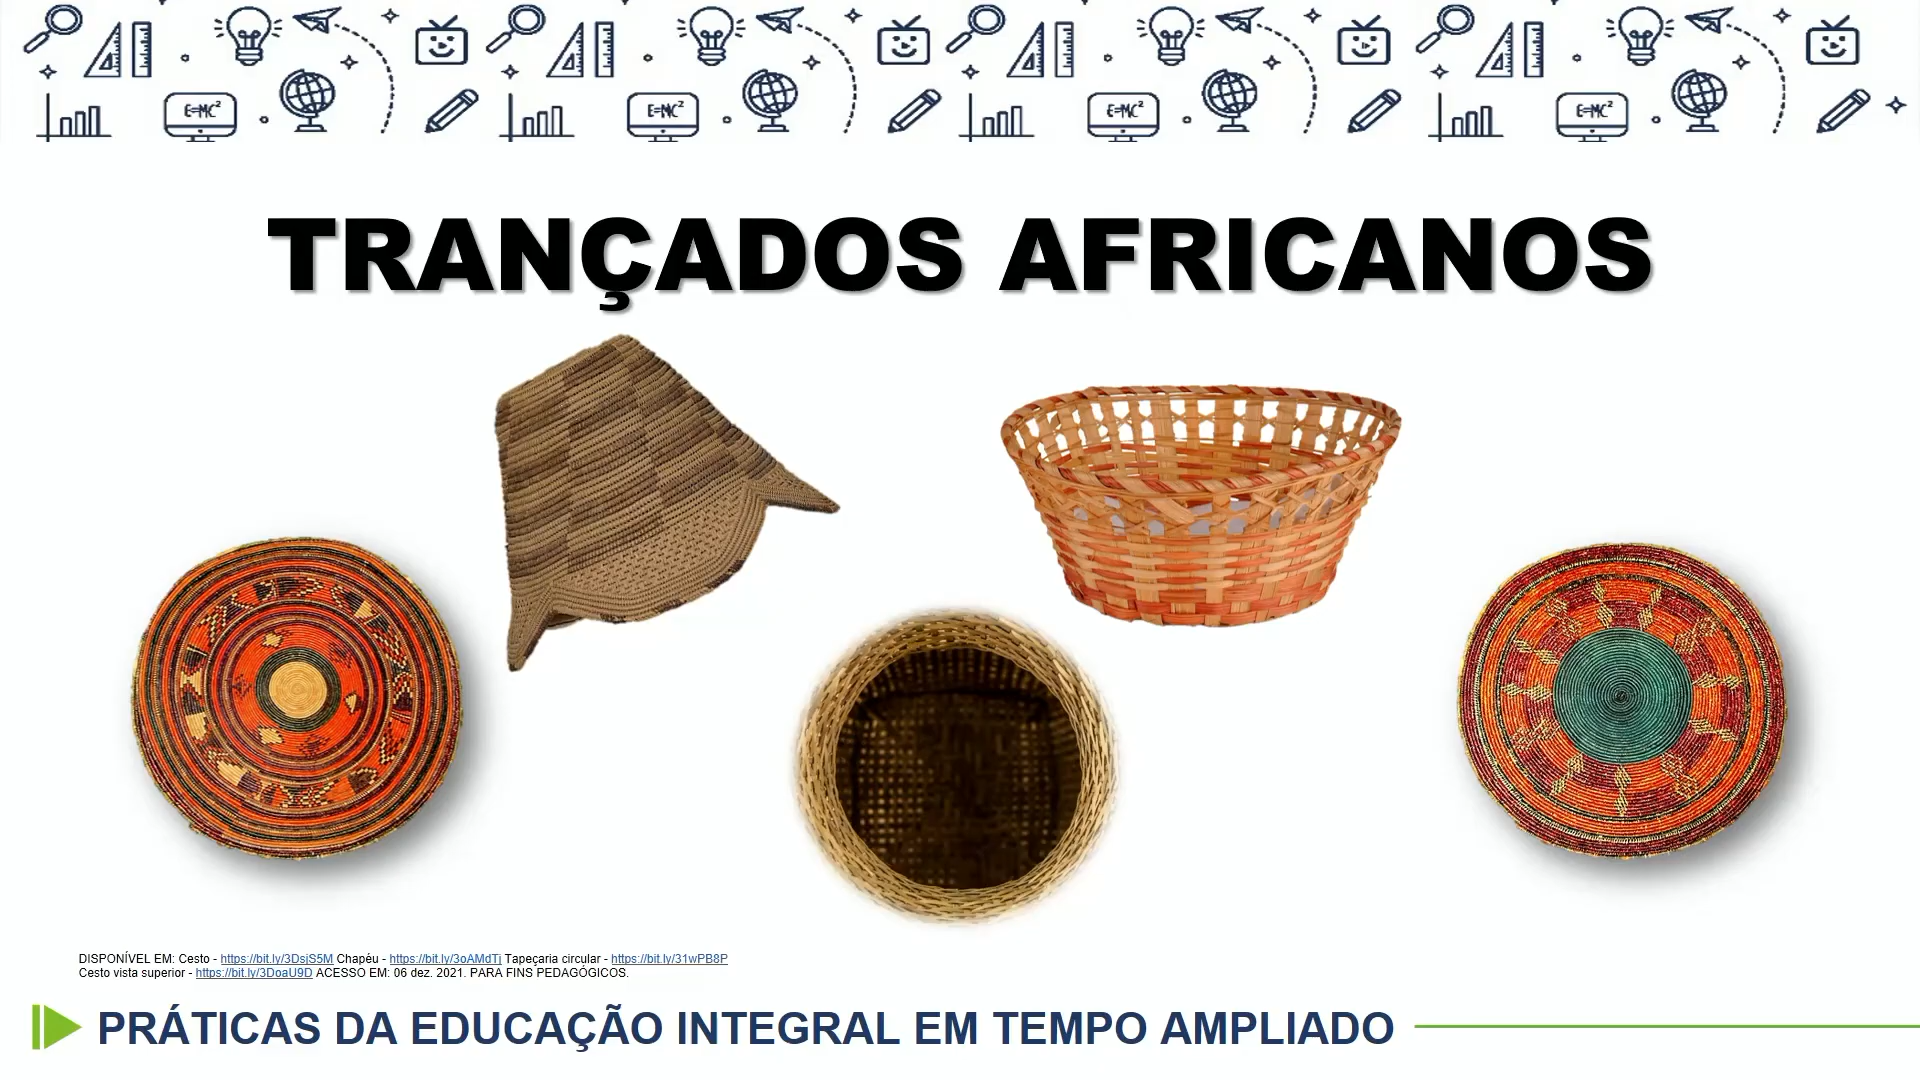 E=MC² E=MC² E=MC² E=MC²
TRANÇADOS AFRICANOS
DISPONÍVEL EM: Cesto - https://bit.ly/3DsjS5M Chapéu - https://bit.ly/3oAMdTj Tapeçaria circular - https://bit.ly/31wPB8P
Cesto vista superior - https://bit.ly/3DoaU9D ACESSO EM: 06 dez. 2021. PARA FINS PEDAGÓGICOS.
PRÁTICAS DA EDUCAÇÃO INTEGRAL EM TEMPO AMPLIADO